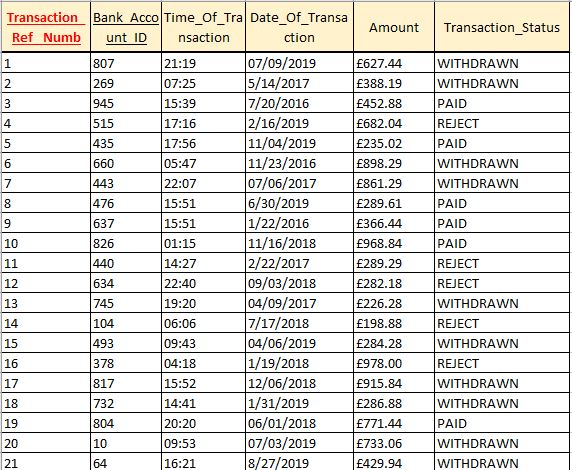 Transaction_Ref_Numb Bank_Account_ID Time_Of_Transaction Date_Of_Transaction Amount Transaction_Status
1 807 21:19 07/09/2019 £627.44 WITHDRAWN
2 269 07:25 5/14/2017 £388.19 WITHDRAWN
3 945 15:39 7/20/2016 £452.88 PAID
4 515 17:16 2/16/2019 £682.04 REJECT
5 435 17:56 11/04/2019 £235.02 PAID
6 660 05:47 11/23/2016 £898.29 WITHDRAWN
7 443 22:07 07/06/2017 £861.29 WITHDRAWN
8 476 15:51 6/30/2019 £289.61 PAID
9 637 15:51 1/22/2016 £366.44 PAID
10 826 01:15 11/16/2018 £968.84 PAID
11 440 14:27 2/22/2017 £289.29 REJECT
12 634 22:40 09/03/2018 £282.18 REJECT
13 745 19:20 04/09/2017 £226.28 WITHDRAWN
14 104 06:06 7/17/2018 £198.88 REJECT
15 493 09:43 04/06/2019 £284.28 WITHDRAWN
16 378 04:18 1/19/2018 £978.00 REJECT
17 817 15:52 12/06/2018 £915.84 WITHDRAWN
18 732 14:41 1/31/2019 £286.88 WITHDRAWN
19 804 20:20 06/01/2018 £771.44 PAID
20 10 09:53 07/03/2019 £733.06 WITHDRAWN
21 64 16:21 8/27/2019 £429.94 WITHDRAWN